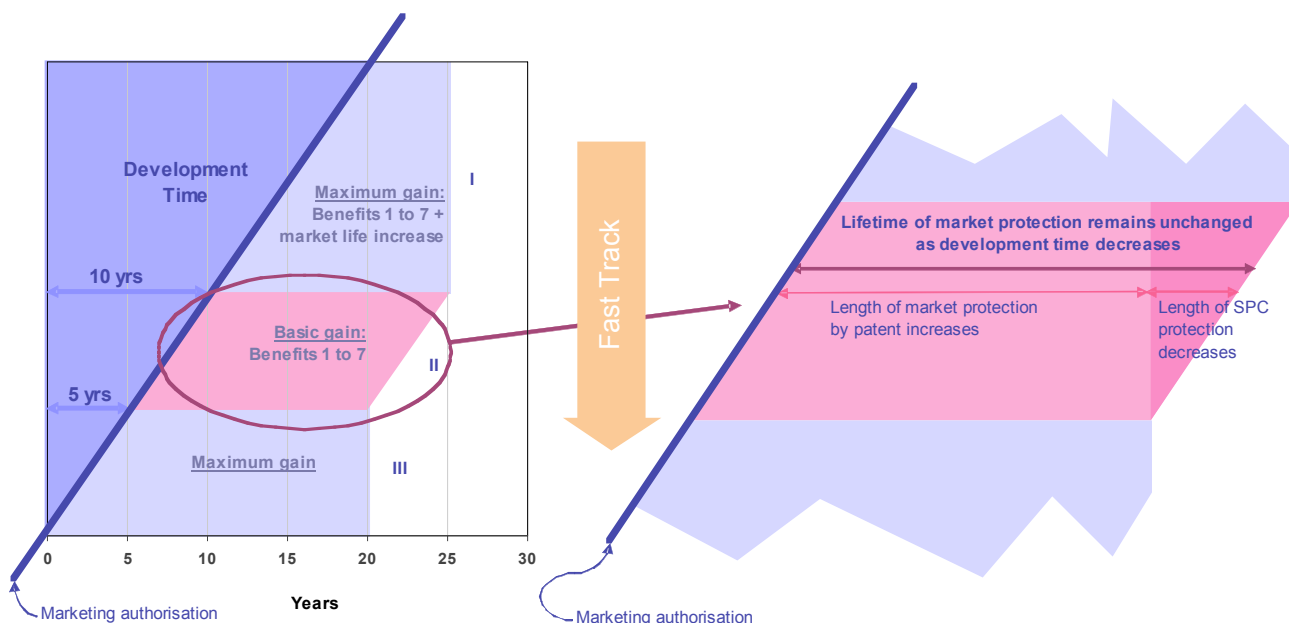 Development
Time
I
Maximum gain:
Benefits 1 to 7 +
market life increase
10 yrs
Basic gain:
Benefits 1 to 7
II
5 yrs
Maximum gain
III
0 5 10 15 20 25 30
Years
Marketing authorisation
Fast Track
Lifetime of market protection remains unchanged
as development time decreases
Length of market protection
by patent increases
Length of SPC
protection
decreases
Marketing authorisation